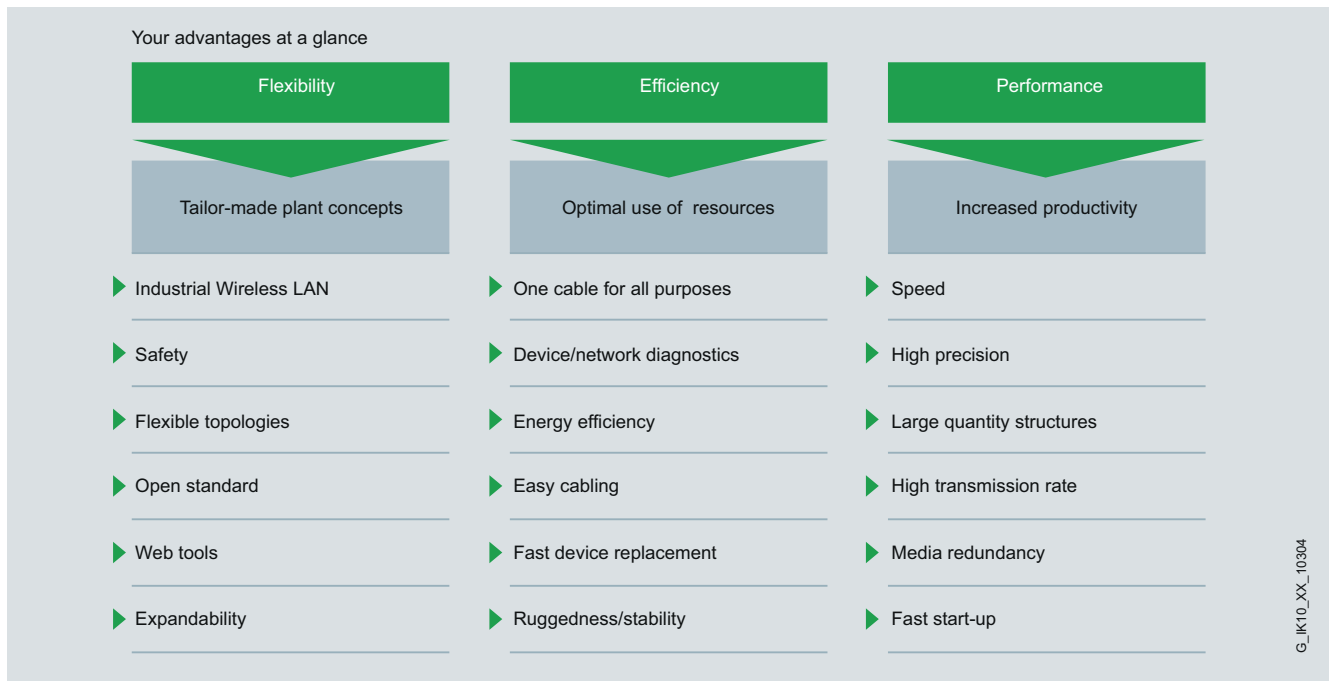 Your advantages at a glance
Flexibility
Efficiency
Performance
Tailor-made plant concepts
Optimal use of resources
Increased productivity
Industrial Wireless LAN
One cable for all purposes
Speed
Safety
Device/network diagnostics
High precision
Flexible topologies
Energy efficiency
Large quantity structures
Open standard
Easy cabling
High transmission rate
Web tools
Fast device replacement
Media redundancy
Expandability
Ruggedness/stability
Fast start-up
G_IK10_XX_10304